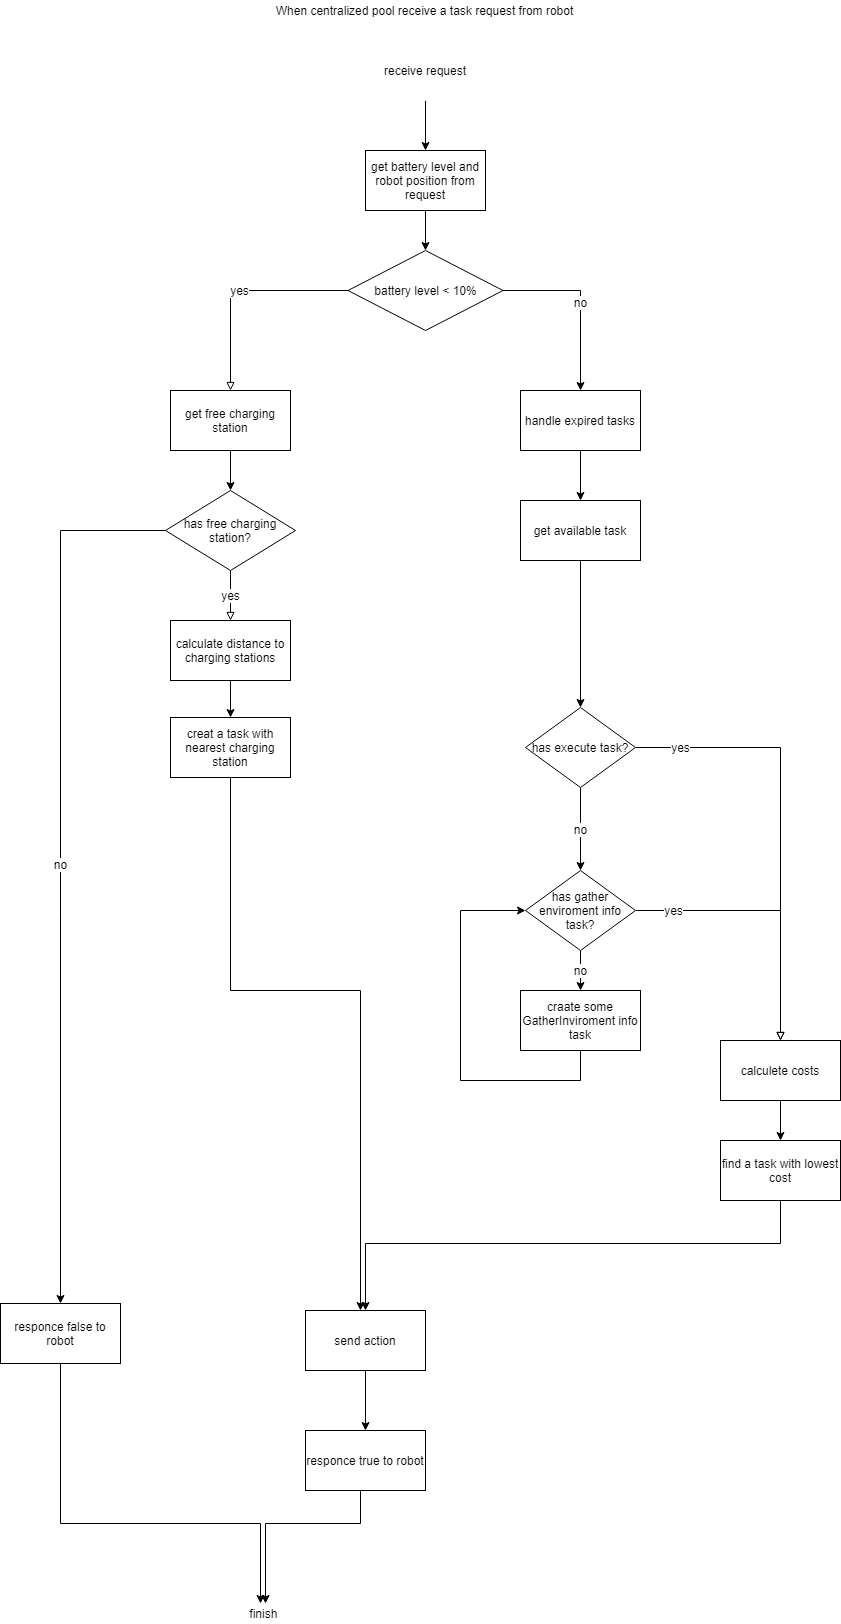 When centralized pool receive a task request from robot
receive request
get battery level and
robot position from
request
battery level < 10%
yes
no
get free charging
station
handle expired tasks
has free charging
station?
get available task
yes
calculate distance to
charging stations
creat a task with
nearest charging
station
has execute task?
yes
no
no
has gather
enviroment info
task?
yes
no
craate some
GatherInviroment info
task
calculete costs
find a task with lowest
cost
responce false to
robot
send action
responce true to robot
finish